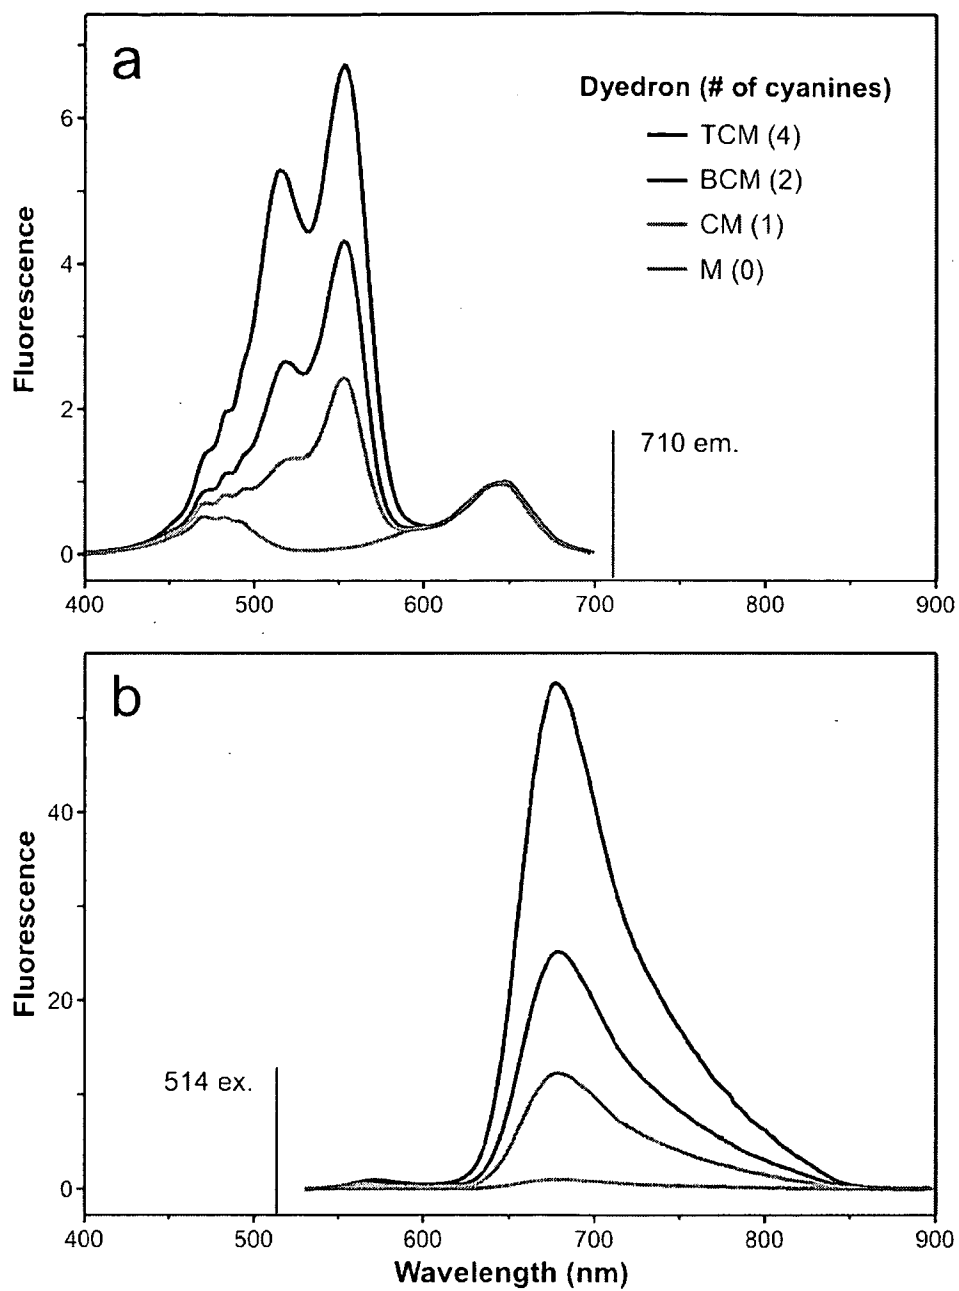 a
Dyedron (# of cyanines)
TCM (4)
BCM (2)
CM (1)
M (0)
Fluorescence
6
4
2
0
710 em.
400 500 600 700 800 900
b
Fluorescence
40
20
0
514 ex.
400 500 600 700 800 900
Wavelength (nm)